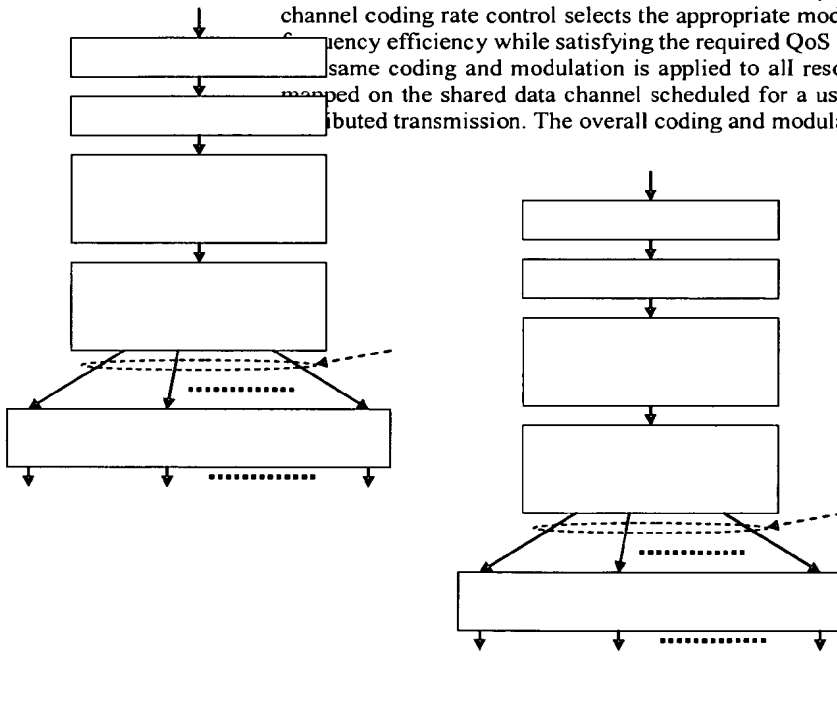 channel coding rate control selects the appropriate mod
uency efficiency while satisfying the required QoS
same coding and modulation is applied to all reso
mapped on the shared data channel scheduled for a us
ibuted transmission. The overall coding and modula